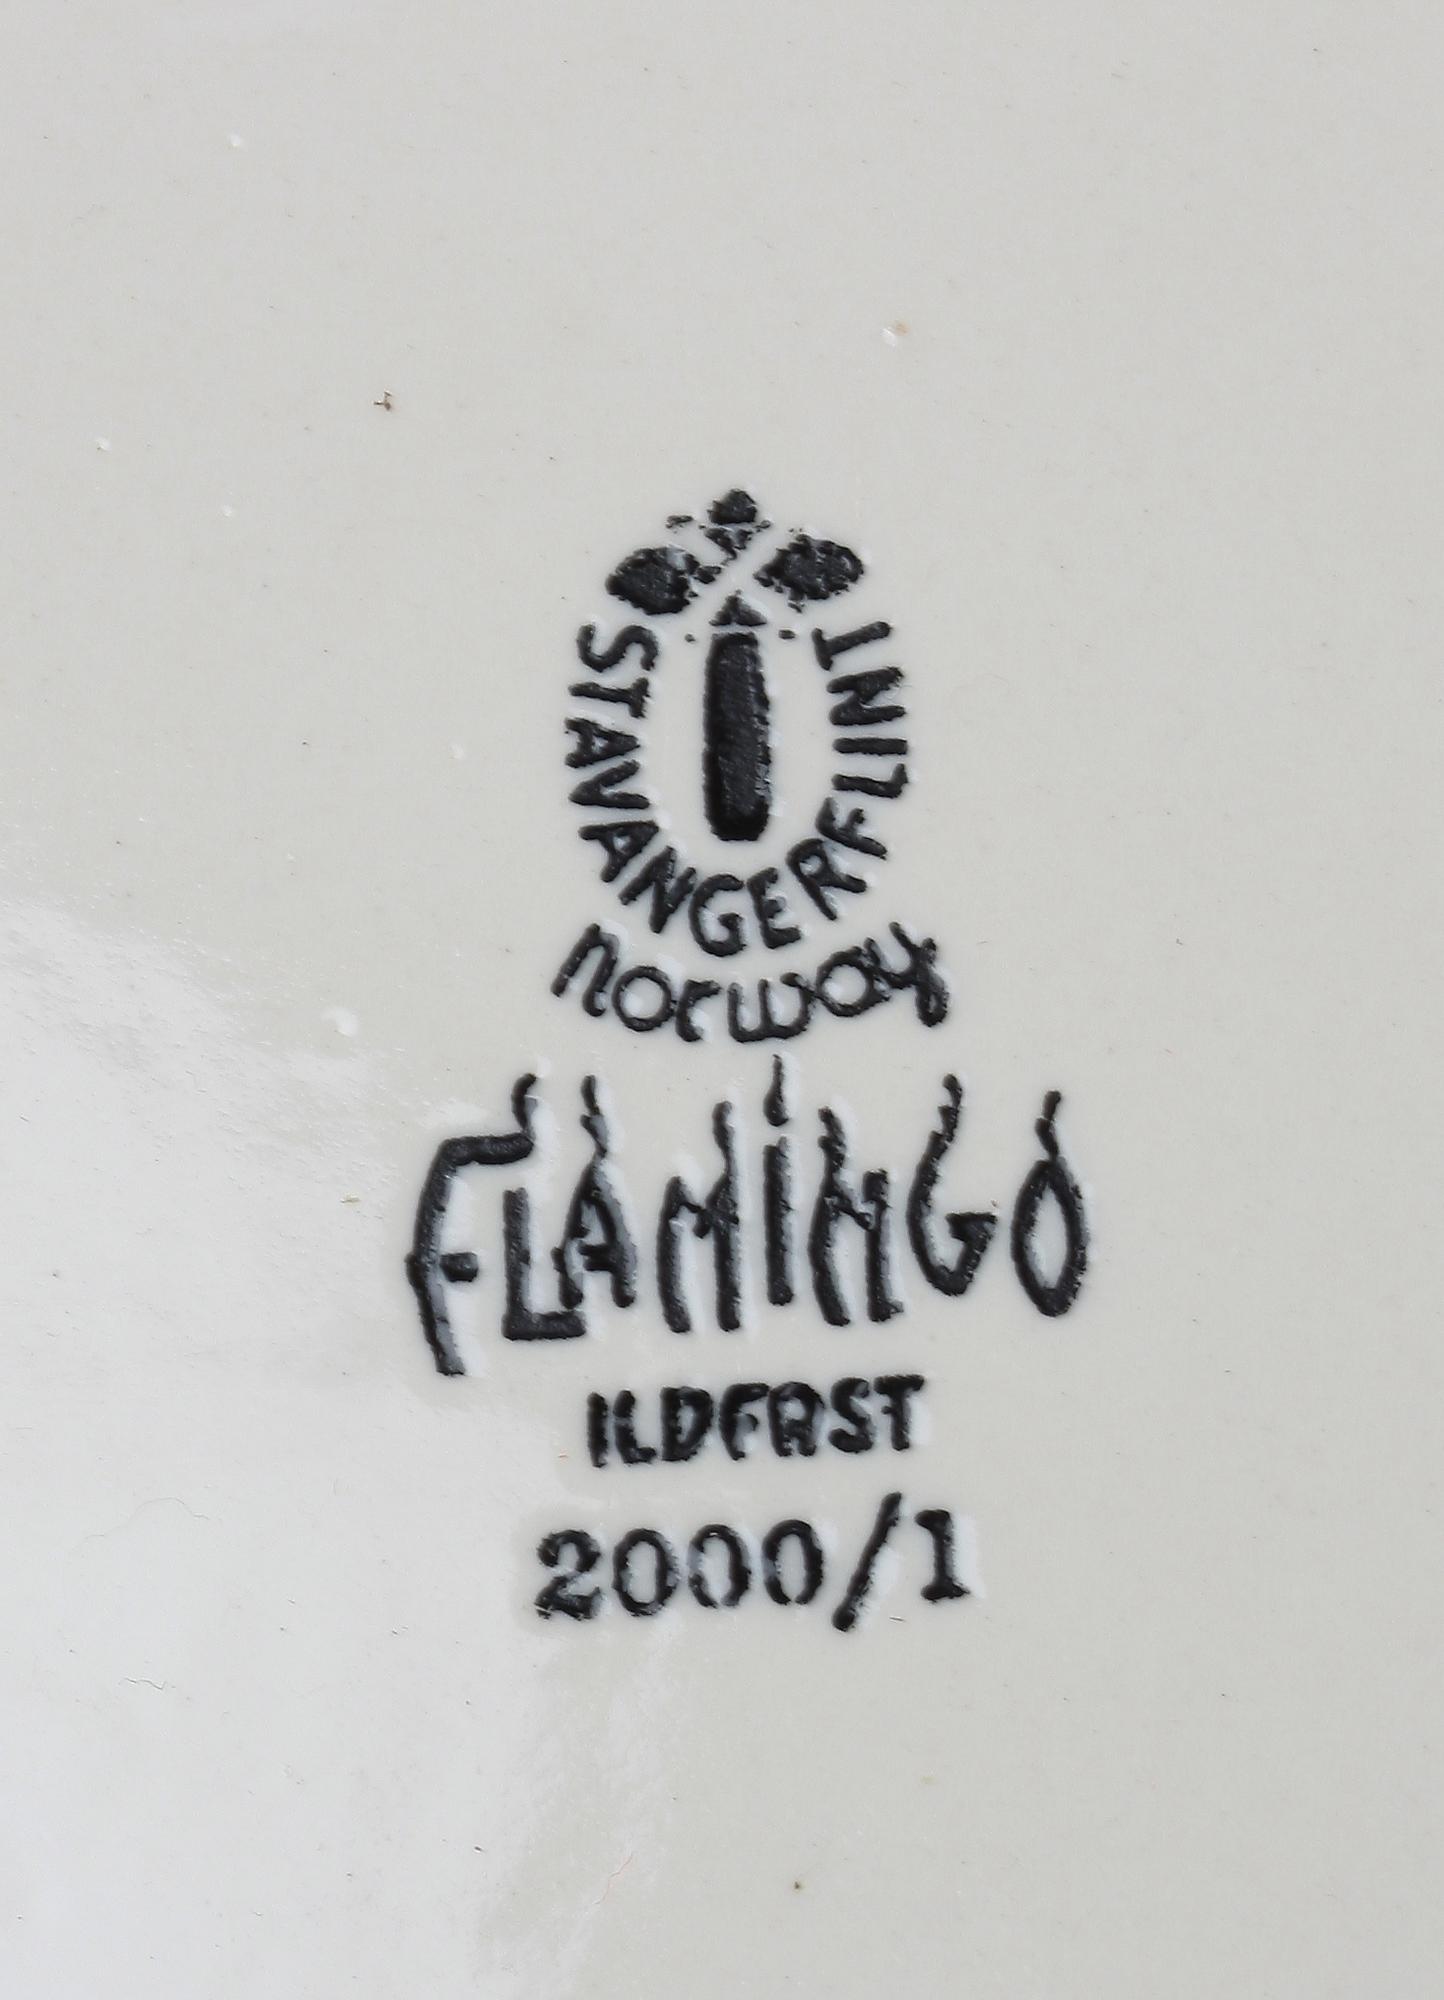 STAVANGERFLINT
norway
FLAMINGO
ILDFAST
2000/1